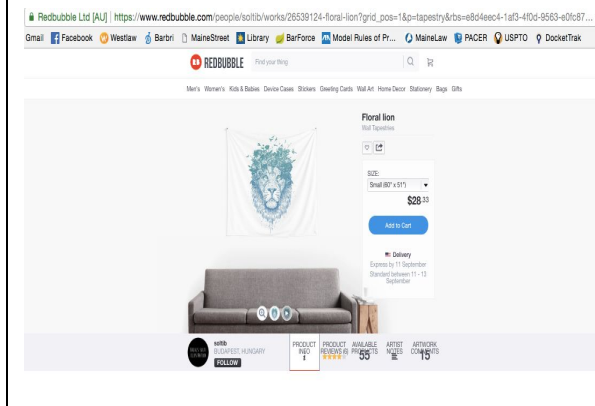 Redbubble Ltd [AU] | https://www.redbubble.com/people/soltib/works/26539124-floral-lion?grid_pos=1&p=tapestry&rbs=e8d4eec4-1af3-4f0d-9563-e0fc87...
Gmail Facebook Westlaw Barbri MaineStreet Library BarForce Model Rules of Pr... MaineLaw PACER USPTO DocketTrak
REDBUBBLE Find your thing
Men's Women's Kids & Babies Device Cases Stickers Greeting Cards Wall Art Home Decor Stationery Bags Gifts
Floral lion
Wall Tapestries
SIZE:
Small (60" x 51")
$28.33
Add to Cart
Delivery
Express by 11 September
Standard between 11 - 13
September
soltib
BUDAPEST, HUNGARY
FOLLOW
PRODUCT INFO
PRODUCT REVIEWS (6)
AVAILABLE PRODUCTS 55
ARTIST NOTES
ARTWORK COMMENTS 15